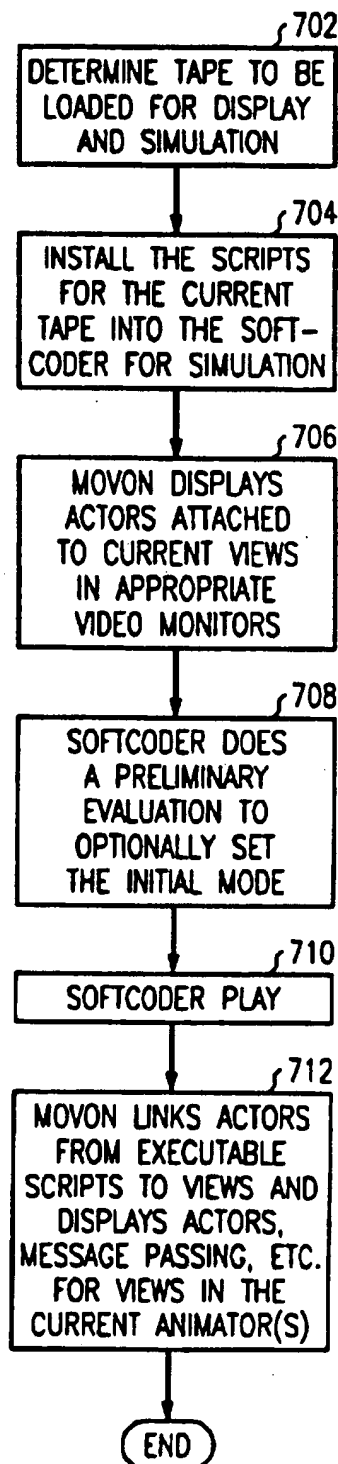 702
DETERMINE TAPE TO BE
LOADED FOR DISPLAY
AND SIMULATION
704
INSTALL THE SCRIPTS
FOR THE CURRENT
TAPE INTO THE SOFT-
CODER FOR SIMULATION
706
MOVON DISPLAYS
ACTORS ATTACHED
TO CURRENT VIEWS
IN APPROPRIATE
VIDEO MONITORS
708
SOFTCODER DOES
A PRELIMINARY
EVALUATION TO
OPTIONALLY SET
THE INITIAL MODE
710
SOFTCODER PLAY
712
MOVON LINKS ACTORS
FROM EXECUTABLE
SCRIPTS TO VIEWS AND
DISPLAYS ACTORS,
MESSAGE PASSING, ETC.
FOR VIEWS IN THE
CURRENT ANIMATOR(S)
END